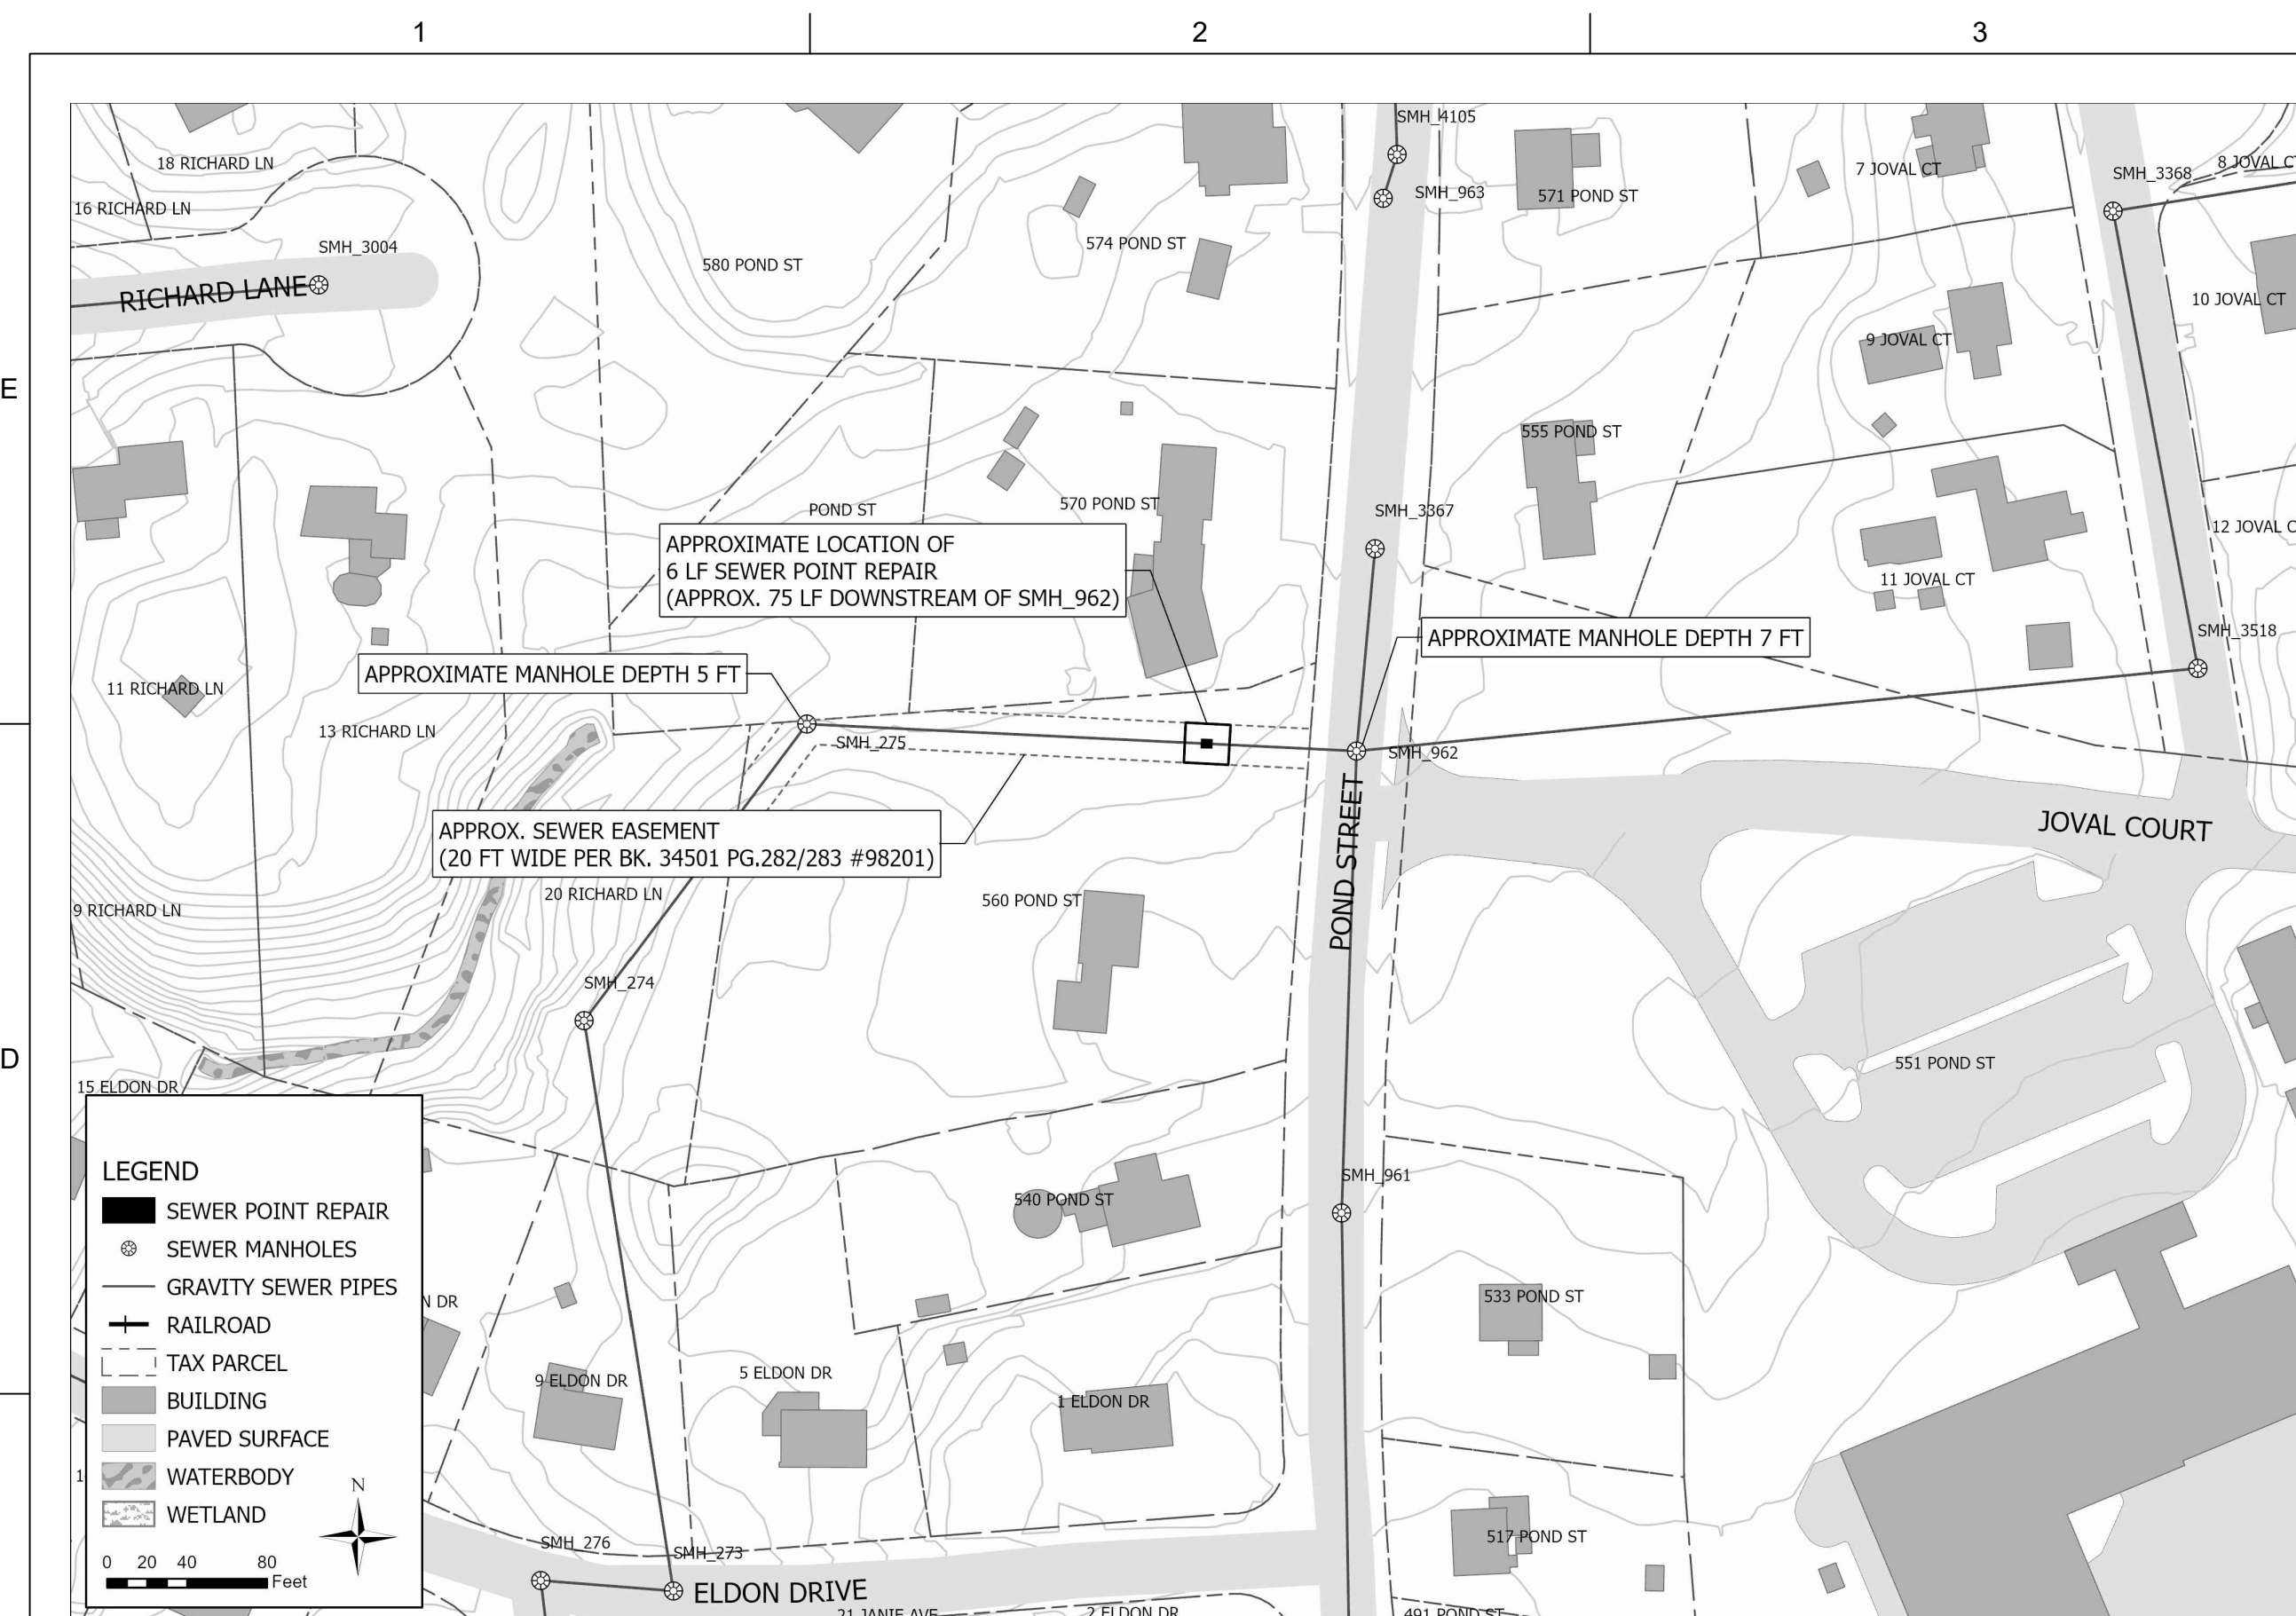 1
2
3
SMH_4105
18 RICHARD LN
7 JOVAL CT
8 JOVAL
SMH_3368
SMH_963
571 POND ST
16 RICHARD LN
SMH_3004
574 POND ST
580 POND ST
RICHARD LANE
10 JOVAL CT
9 JOVAL CT
E
555 POND ST
POND ST
570 POND ST
SMH_3367
12 JOVAL
APPROXIMATE LOCATION OF
6 LF SEWER POINT REPAIR
(APPROX. 75 LF DOWNSTREAM OF SMH_962)
11 JOVAL CT
SMH_3518
APPROXIMATE MANHOLE DEPTH 7 FT
APPROXIMATE MANHOLE DEPTH 5 FT
11 RICHARD LN
13 RICHARD LN
SMH_275
SMH_962
POND STREET
JOVAL COURT
APPROX. SEWER EASEMENT
(20 FT WIDE PER BK. 34501 PG.282/283 #98201)
20 RICHARD LN
560 POND ST
9 RICHARD LN
SMH_274
D
551 POND ST
15 ELDON DR
SMH_961
540 POND ST
533 POND ST
N DR
5 ELDON DR
9 ELDON DR
1 ELDON DR
LEGEND
SEWER POINT REPAIR
SEWER MANHOLES
GRAVITY SEWER PIPES
RAILROAD
TAX PARCEL
BUILDING
PAVED SURFACE
WATERBODY
WETLAND
N
0 20 40 80
Feet
1
517 POND ST
SMH_276
SMH_273
ELDON DRIVE
21 JANIE AVE
2 ELDON DR
491 POND ST